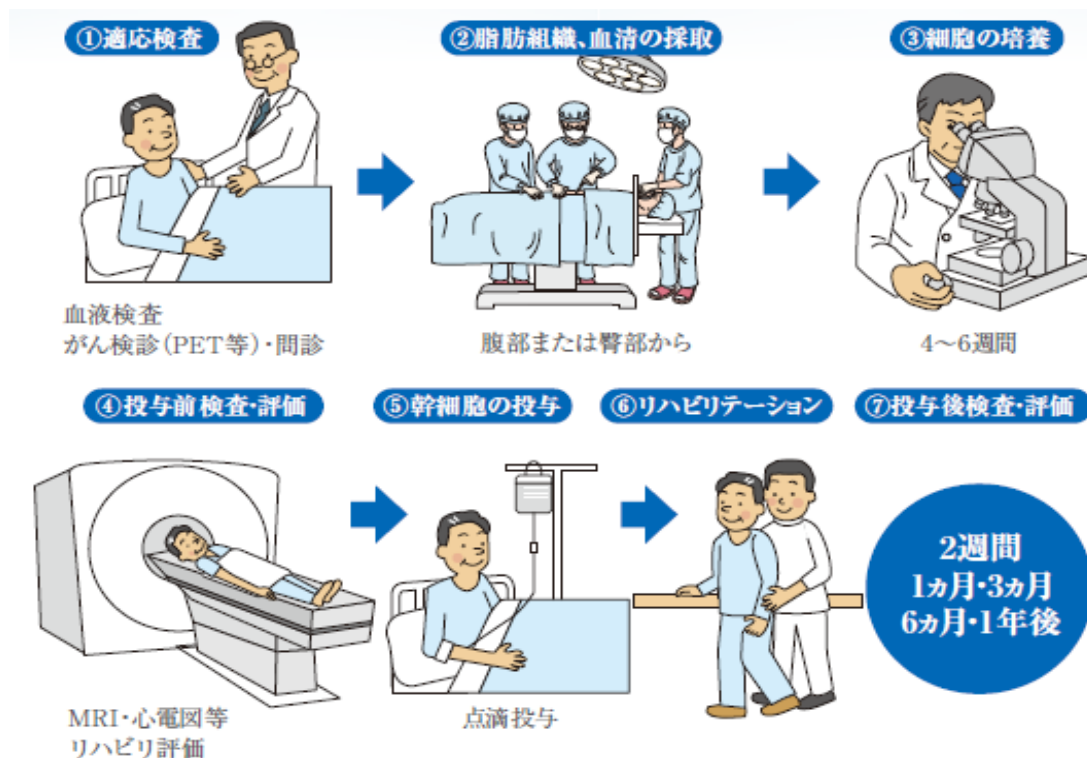 ①適応検査
②脂肪組織、血清の採取
③細胞の培養
血液検査
がん検診(PET等)・問診
腹部または臀部から
4〜6週間
④投与前検査・評価
⑤幹細胞の投与
⑥リハビリテーション
⑦投与後検査・評価
2週間
1ヵ月・3ヵ月
6ヵ月・1年後
MRI・心電図等
リハビリ評価
点滴投与